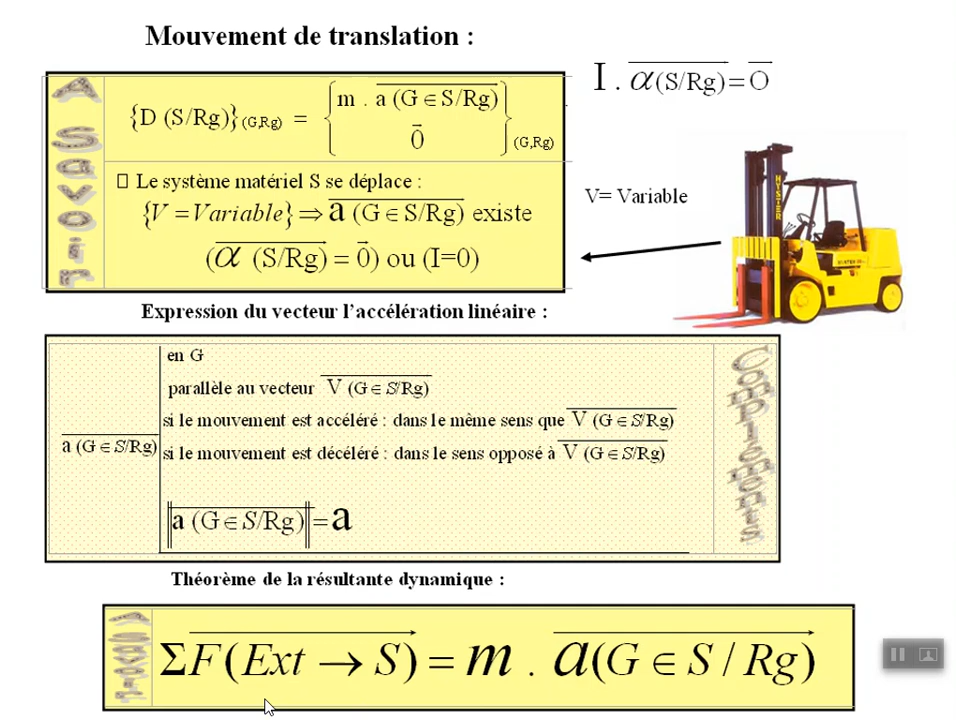 Mouvement de translation :
I . α(S/Rg) = O
A Savoir
{D (S/Rg)}(G,Rg) = {m . a (G ∈ S/Rg)
0}(G,Rg)
Le système matériel S se déplace :
{V = Variable} ⇒ a (G ∈ S/Rg) existe
(α (S/Rg) = 0) ou (I=0)
V= Variable
HYSTER
Expression du vecteur l’accélération linéaire :
en G
parallèle au vecteur V (G ∈ S/Rg)
si le mouvement est accéléré : dans le même sens que V (G ∈ S/Rg)
a (G ∈ S/Rg)
si le mouvement est décéléré : dans le sens opposé à V (G ∈ S/Rg)
‖a (G ∈ S/Rg)‖ = a
Compléments
Théorème de la résultante dynamique :
ΣF(Ext → S) = m . a(G ∈ S / Rg)